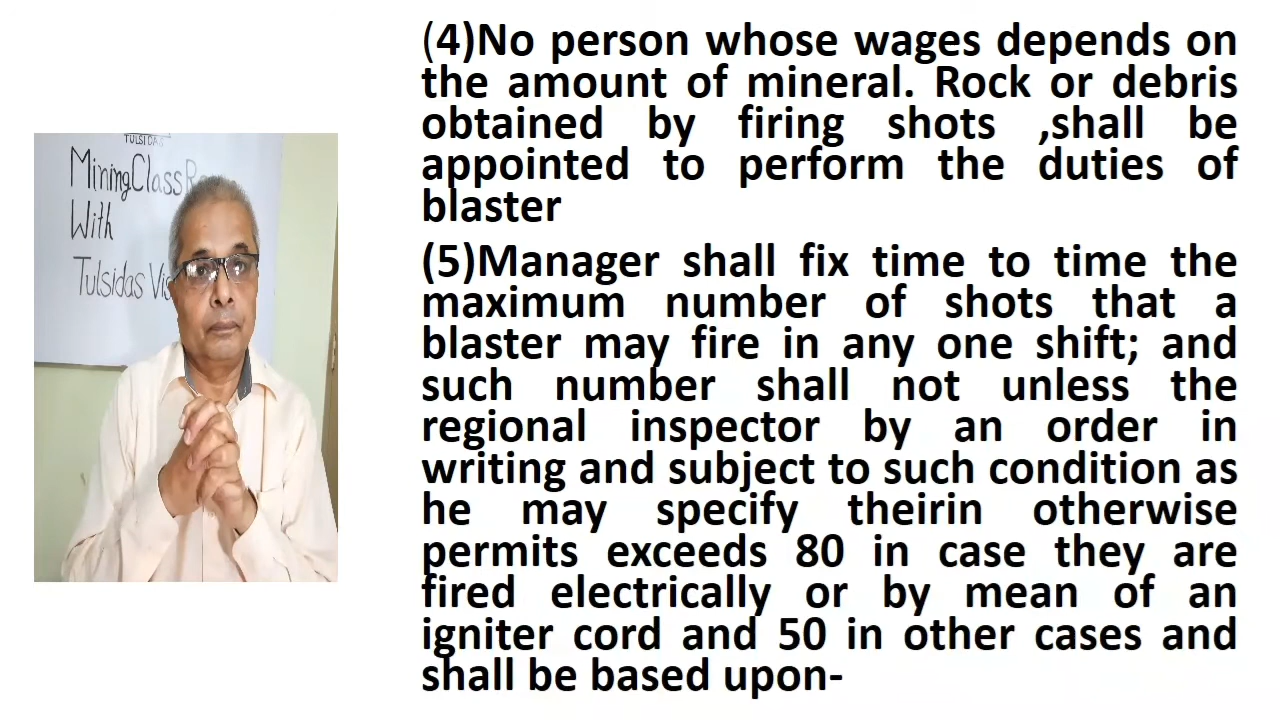 TULSIDAS
Mining Class
With
Tulsidas Vis
(4)No person whose wages depends on
the amount of mineral. Rock or debris
obtained by firing shots ,shall be
appointed to perform the duties of
blaster
(5)Manager shall fix time to time the
maximum number of shots that a
blaster may fire in any one shift; and
such number shall not unless the
regional inspector by an order in
writing and subject to such condition as
he may specify theirin otherwise
permits exceeds 80 in case they are
fired electrically or by mean of an
igniter cord and 50 in other cases and
shall be based upon-